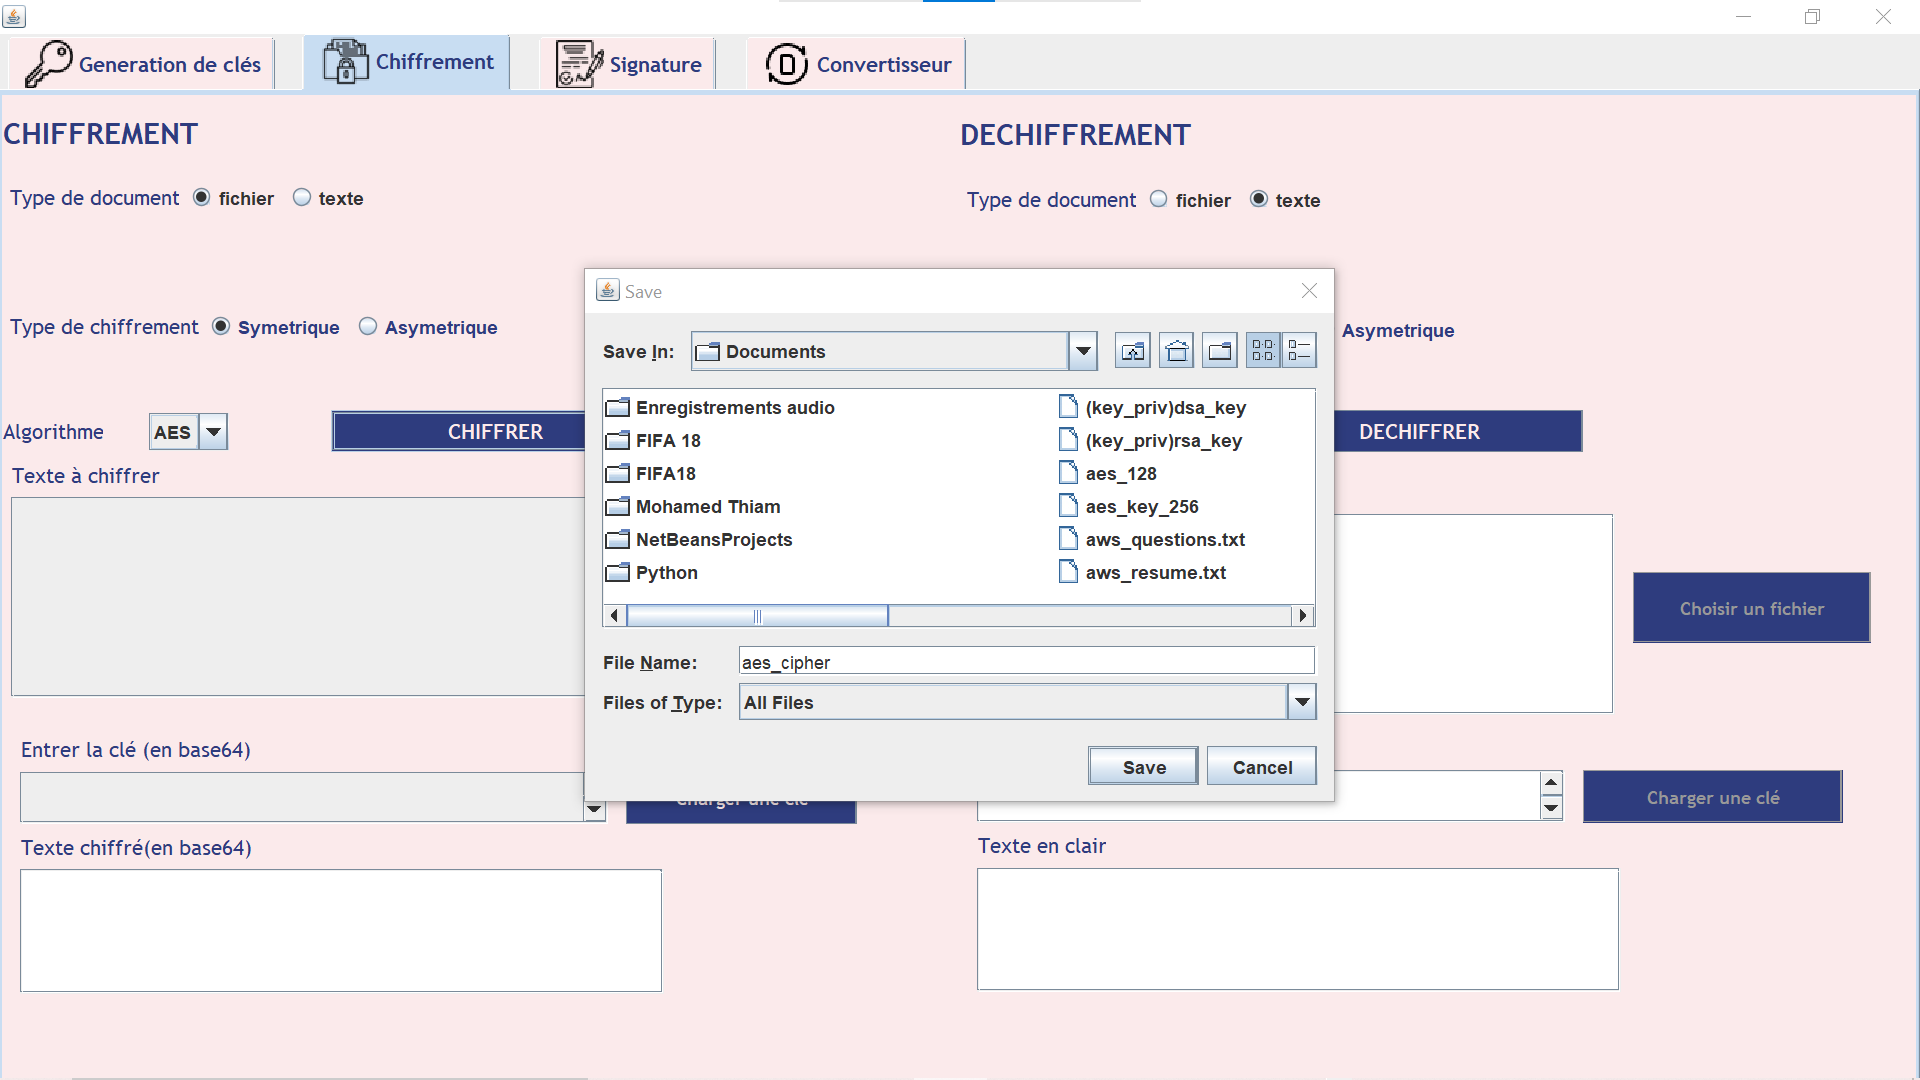 Generation de clés
Chiffrement
Signature
Convertisseur
CHIFFREMENT
Type de document
fichier
texte
Type de chiffrement
Symetrique
Asymetrique
Algorithme
AES
CHIFFRER
Texte à chiffrer
Entrer la clé (en base64)
Charger une clé
Texte chiffré(en base64)
DECHIFFREMENT
Type de document
fichier
texte
Asymetrique
DECHIFFRER
Choisir un fichier
Charger une clé
Texte en clair
Save
Save In:
Documents
Enregistrements audio
FIFA 18
FIFA18
Mohamed Thiam
NetBeansProjects
Python
(key_priv)dsa_key
(key_priv)rsa_key
aes_128
aes_key_256
aws_questions.txt
aws_resume.txt
File Name:
aes_cipher
Files of Type:
All Files
Save
Cancel